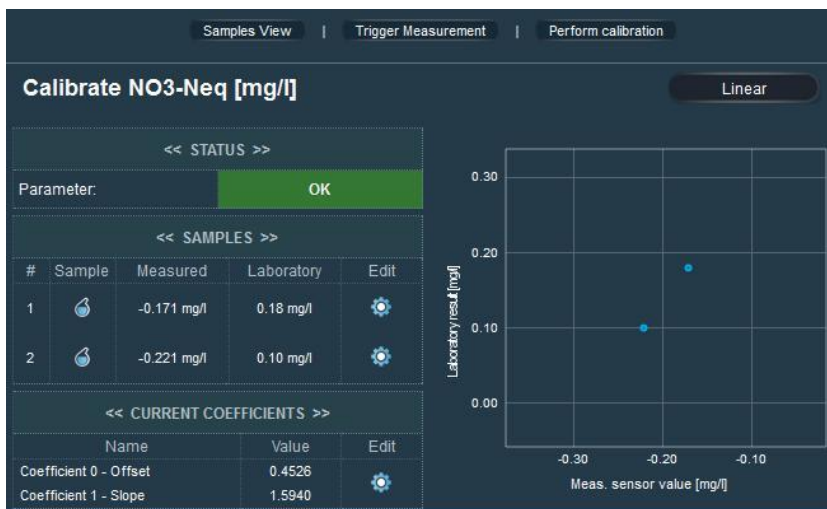 Samples View | Trigger Measurement | Perform calibration
Calibrate NO3-Neq [mg/l]
Linear
<< STATUS >>
Parameter: OK
<< SAMPLES >>
# Sample Measured Laboratory Edit
1 -0.171 mg/l 0.18 mg/l
2 -0.221 mg/l 0.10 mg/l
<< CURRENT COEFFICIENTS >>
Name Value Edit
Coefficient 0 - Offset 0.4526
Coefficient 1 - Slope 1.5940
Laboratory result [mg/l]
0.30
0.20
0.10
0.00
-0.30 -0.20 -0.10
Meas. sensor value [mg/l]